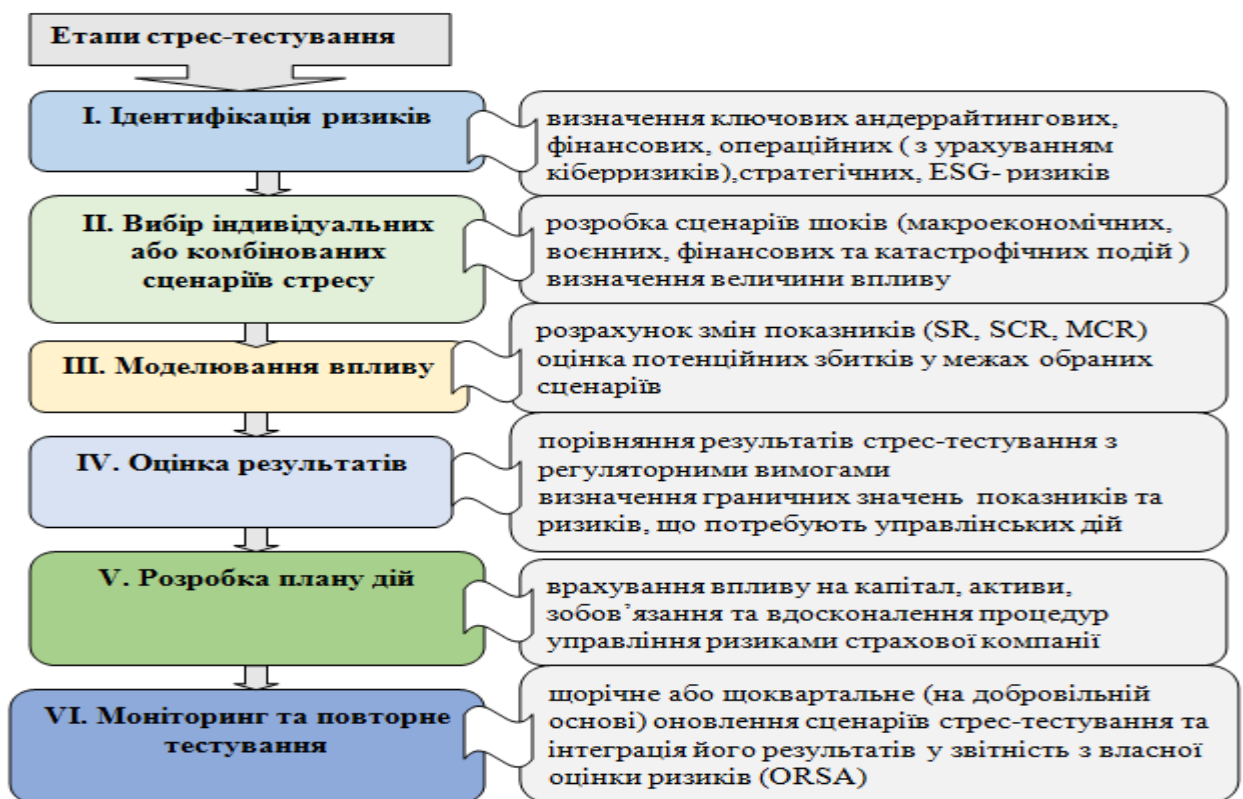 Етапи стрес-тестування
І. Ідентифікація ризиків
визначення ключових андеррайтингових,
фінансових, операційних ( з урахуванням
кіберризиків),стратегічних, ESG- ризиків
ІІ. Вибір індивідуальних
або комбінованих
сценаріїв стресу
розробка сценаріїв шоків (макроекономічних,
воєнних, фінансових та катастрофічних подій )
визначення величини впливу
ІІІ. Моделювання впливу
розрахунок змін показників (SR, SCR, MCR)
оцінка потенційних збитків у межах обраних
сценаріїв
IV. Оцінка результатів
порівняння результатів стрес-тестування з
регуляторними вимогами
визначення граничних значень показників та
ризиків, що потребують управлінських дій
V. Розробка плану дій
врахування впливу на капітал, активи,
зобов’язання та вдосконалення процедур
управління ризиками страхової компанії
VI. Моніторинг та повторне
тестування
щорічне або щоквартальне (на добровільній
основі) оновлення сценаріїв стрес-тестування та
інтеграція його результатів у звітність з власної
оцінки ризиків (ORSA)